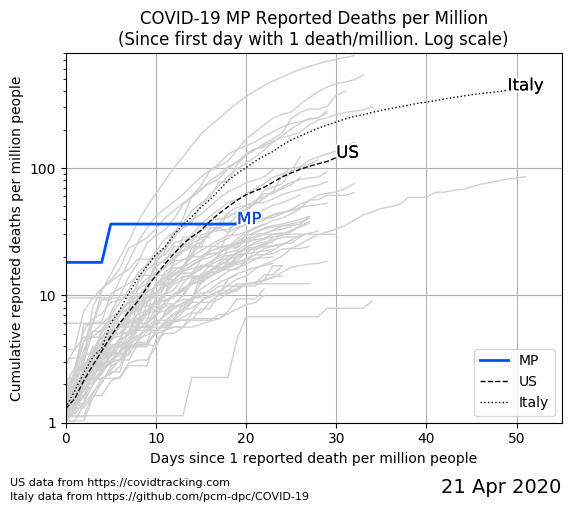 COVID-19 MP Reported Deaths per Million
(Since first day with 1 death/million. Log scale)
Cumulative reported deaths per million people
100
10
1
Italy
US
MP
MP
US
Italy
0 10 20 30 40 50
Days since 1 reported death per million people
US data from https://covidtracking.com
Italy data from https://github.com/pcm-dpc/COVID-19
21 Apr 2020